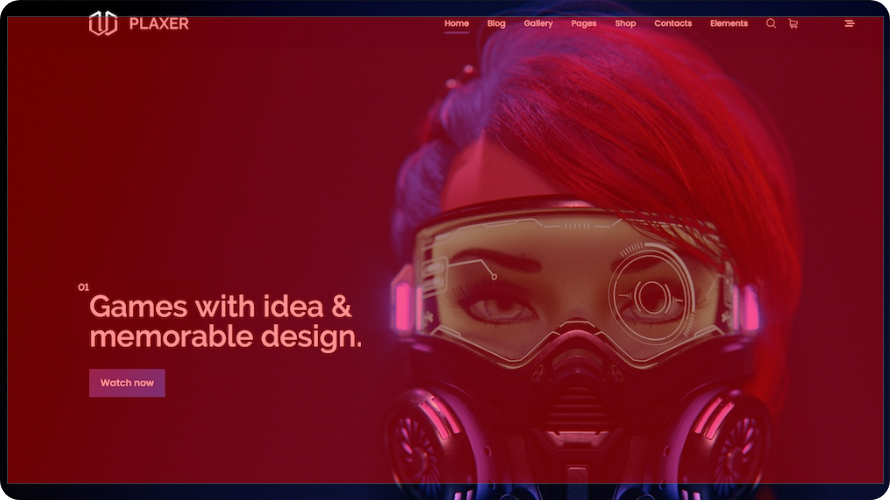 PLAXER
Home Blog Gallery Pages Shop Contacts Elements
01
Games with idea &
memorable design.
Watch now